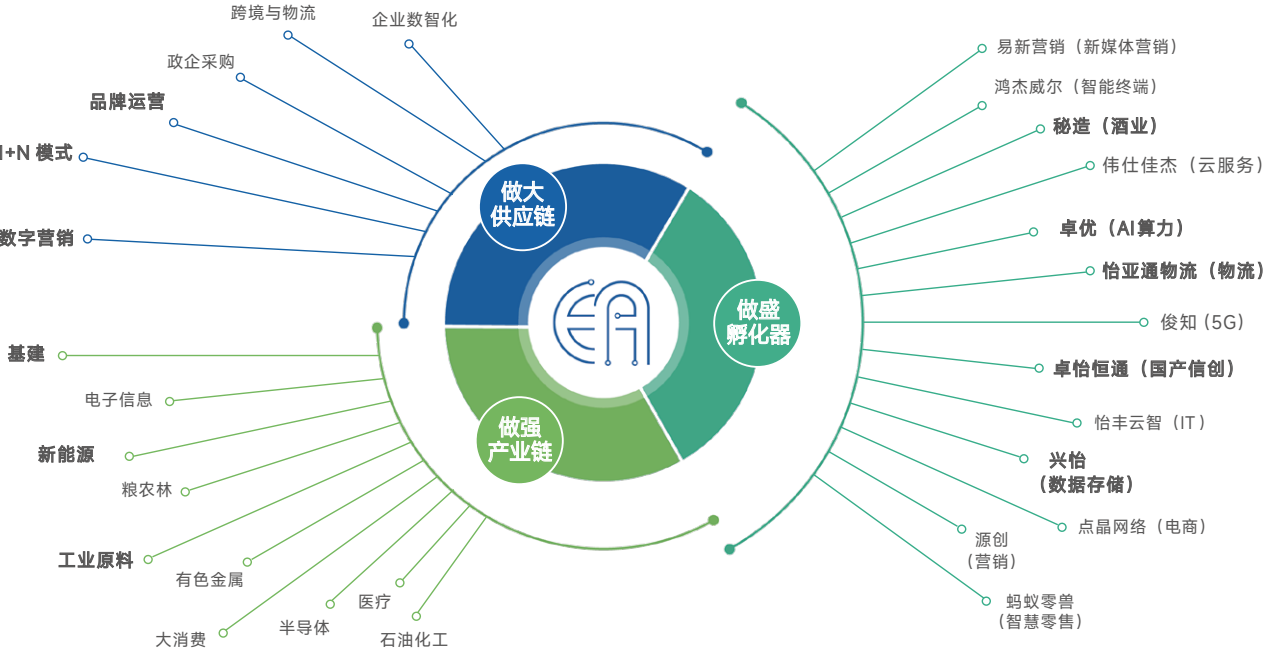 跨境与物流
企业数智化
政企采购
品牌运营
+N 模式
数字营销
做大
供应链
基建
电子信息
新能源
粮农林
工业原料
有色金属
大消费
半导体
医疗
石油化工
做强
产业链
做盛
孵化器
易新营销（新媒体营销）
鸿杰威尔（智能终端）
秘造（酒业）
伟仕佳杰（云服务）
卓优（AI算力）
怡亚通物流（物流）
俊知 (5G)
卓怡恒通（国产信创）
怡丰云智（IT）
兴怡
（数据存储）
点晶网络（电商）
源创
（营销）
蚂蚁零兽
（智慧零售）